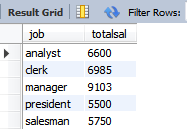 Result Grid Filter Rows:
job totalsal
analyst 6600
clerk 6985
manager 9103
president 5500
salesman 5750